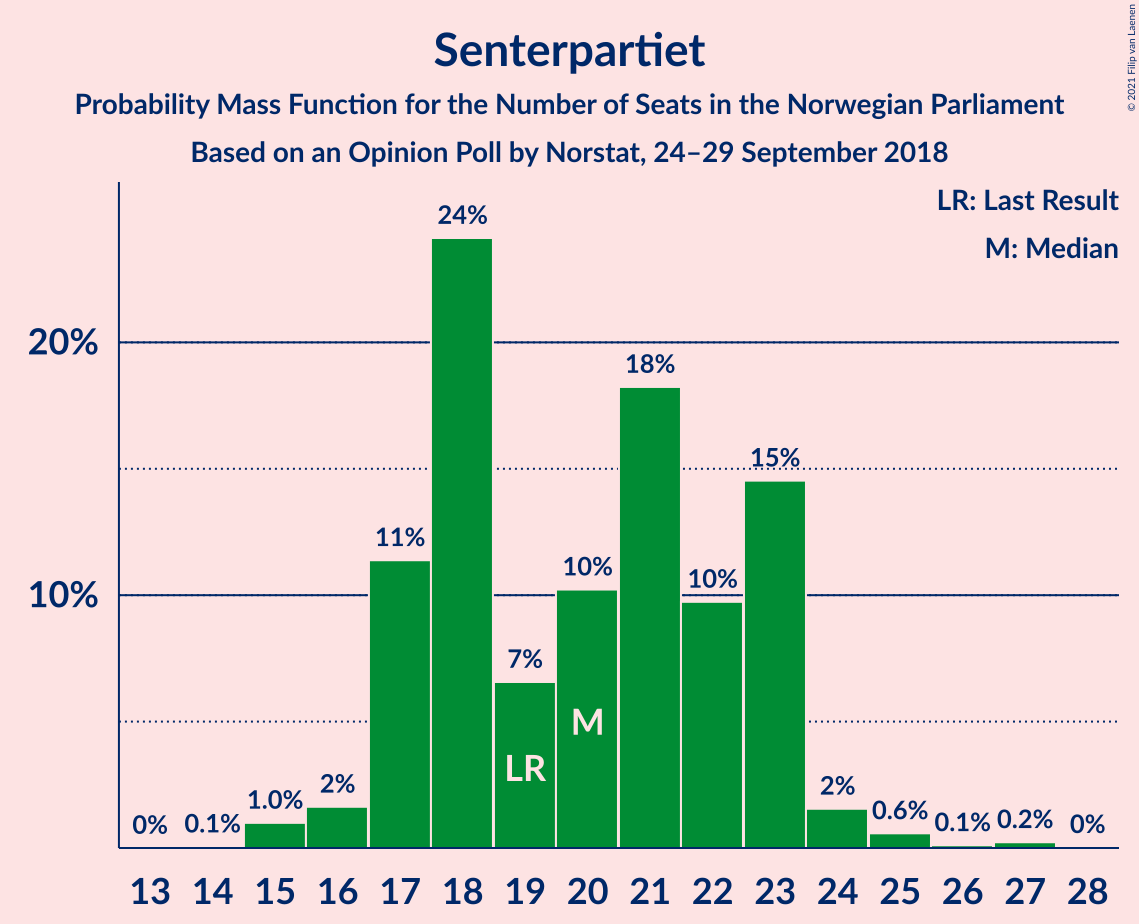 Senterpartiet
Probability Mass Function for the Number of Seats in the Norwegian Parliament
Based on an Opinion Poll by Norstat, 24–29 September 2018
© 2021 Filip van Laenen
LR: Last Result
M: Median
20%
10%
0%
0.1%
1.0%
2%
11%
24%
7%
10%
18%
10%
15%
2%
0.6%
0.1%
0.2%
0%
LR
M
13 14 15 16 17 18 19 20 21 22 23 24 25 26 27 28